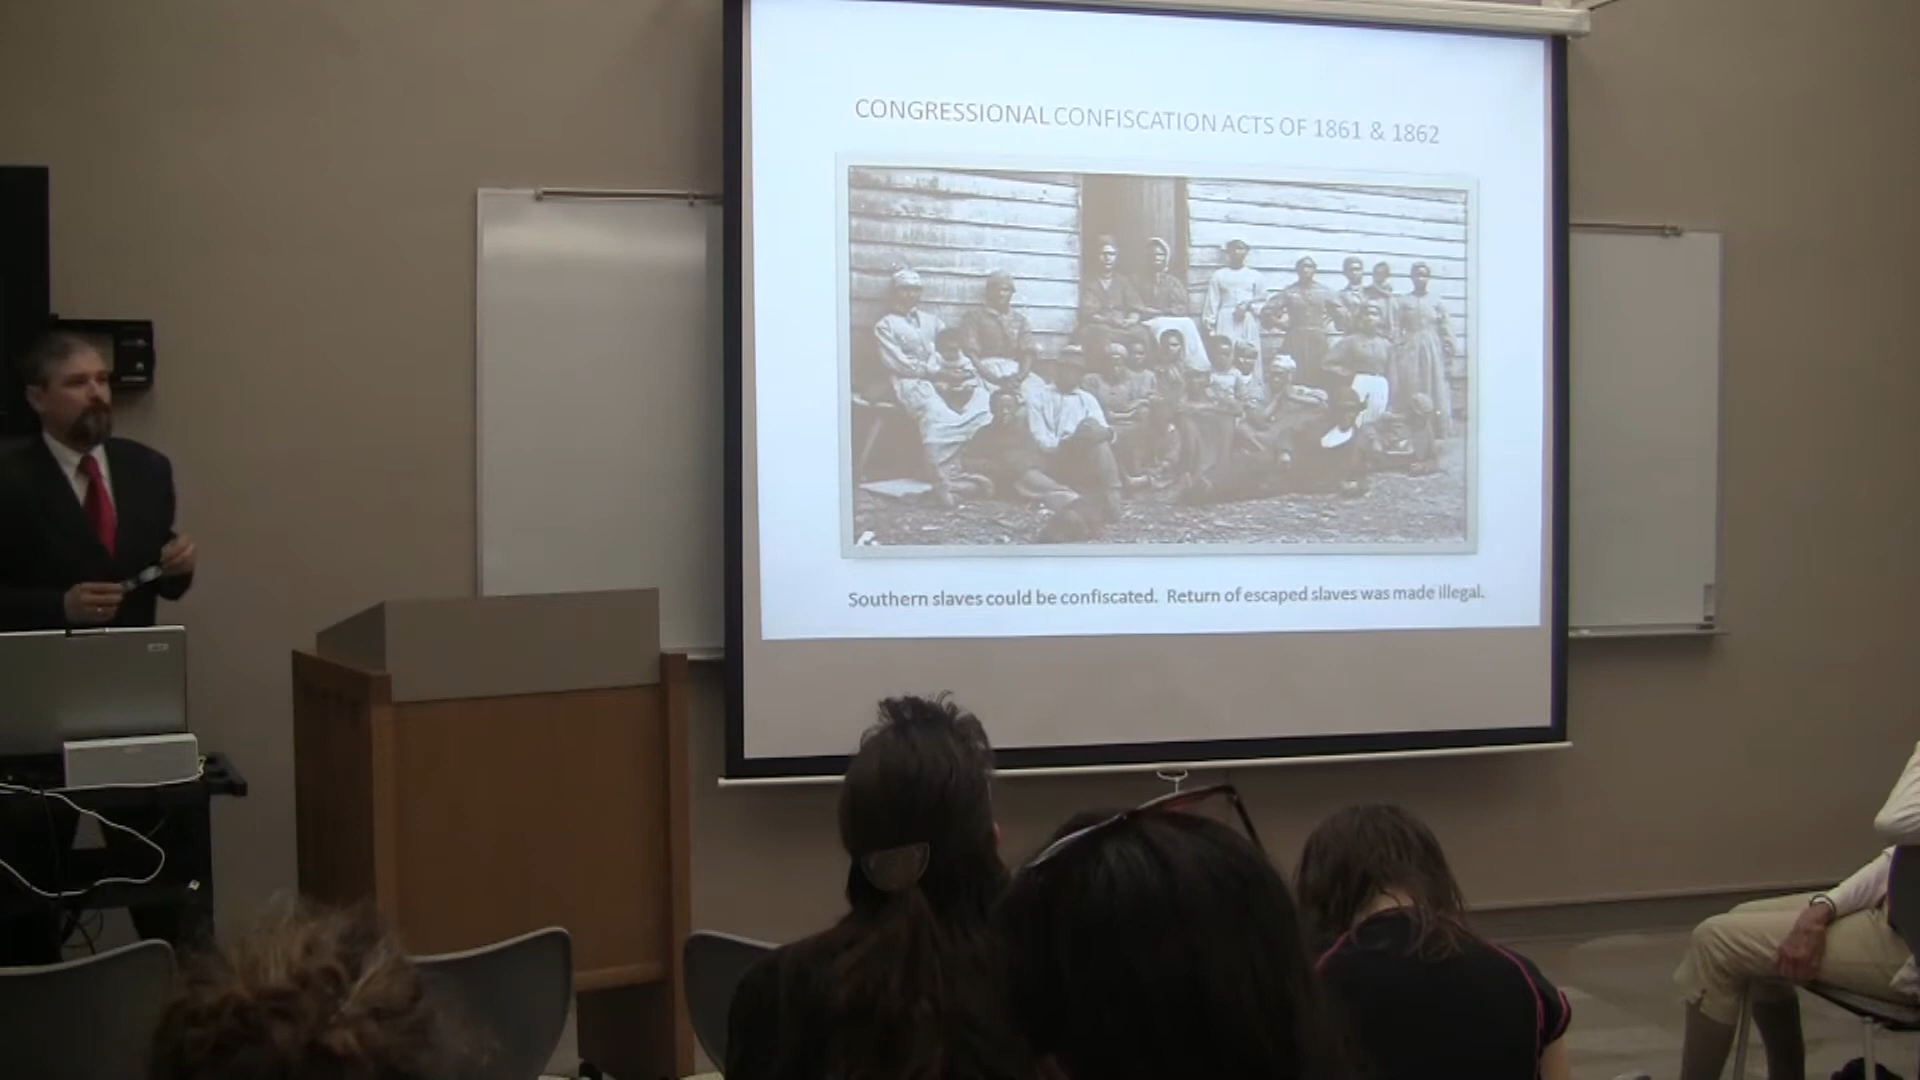 CONGRESSIONAL CONFISCATION ACTS OF 1861 & 1862
Southern slaves could be confiscated. Return of escaped slaves was made illegal.